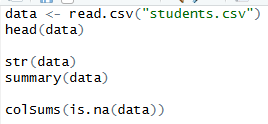 data <- read.csv("students.csv")
head(data)
str(data)
summary(data)
colSums(is.na(data))